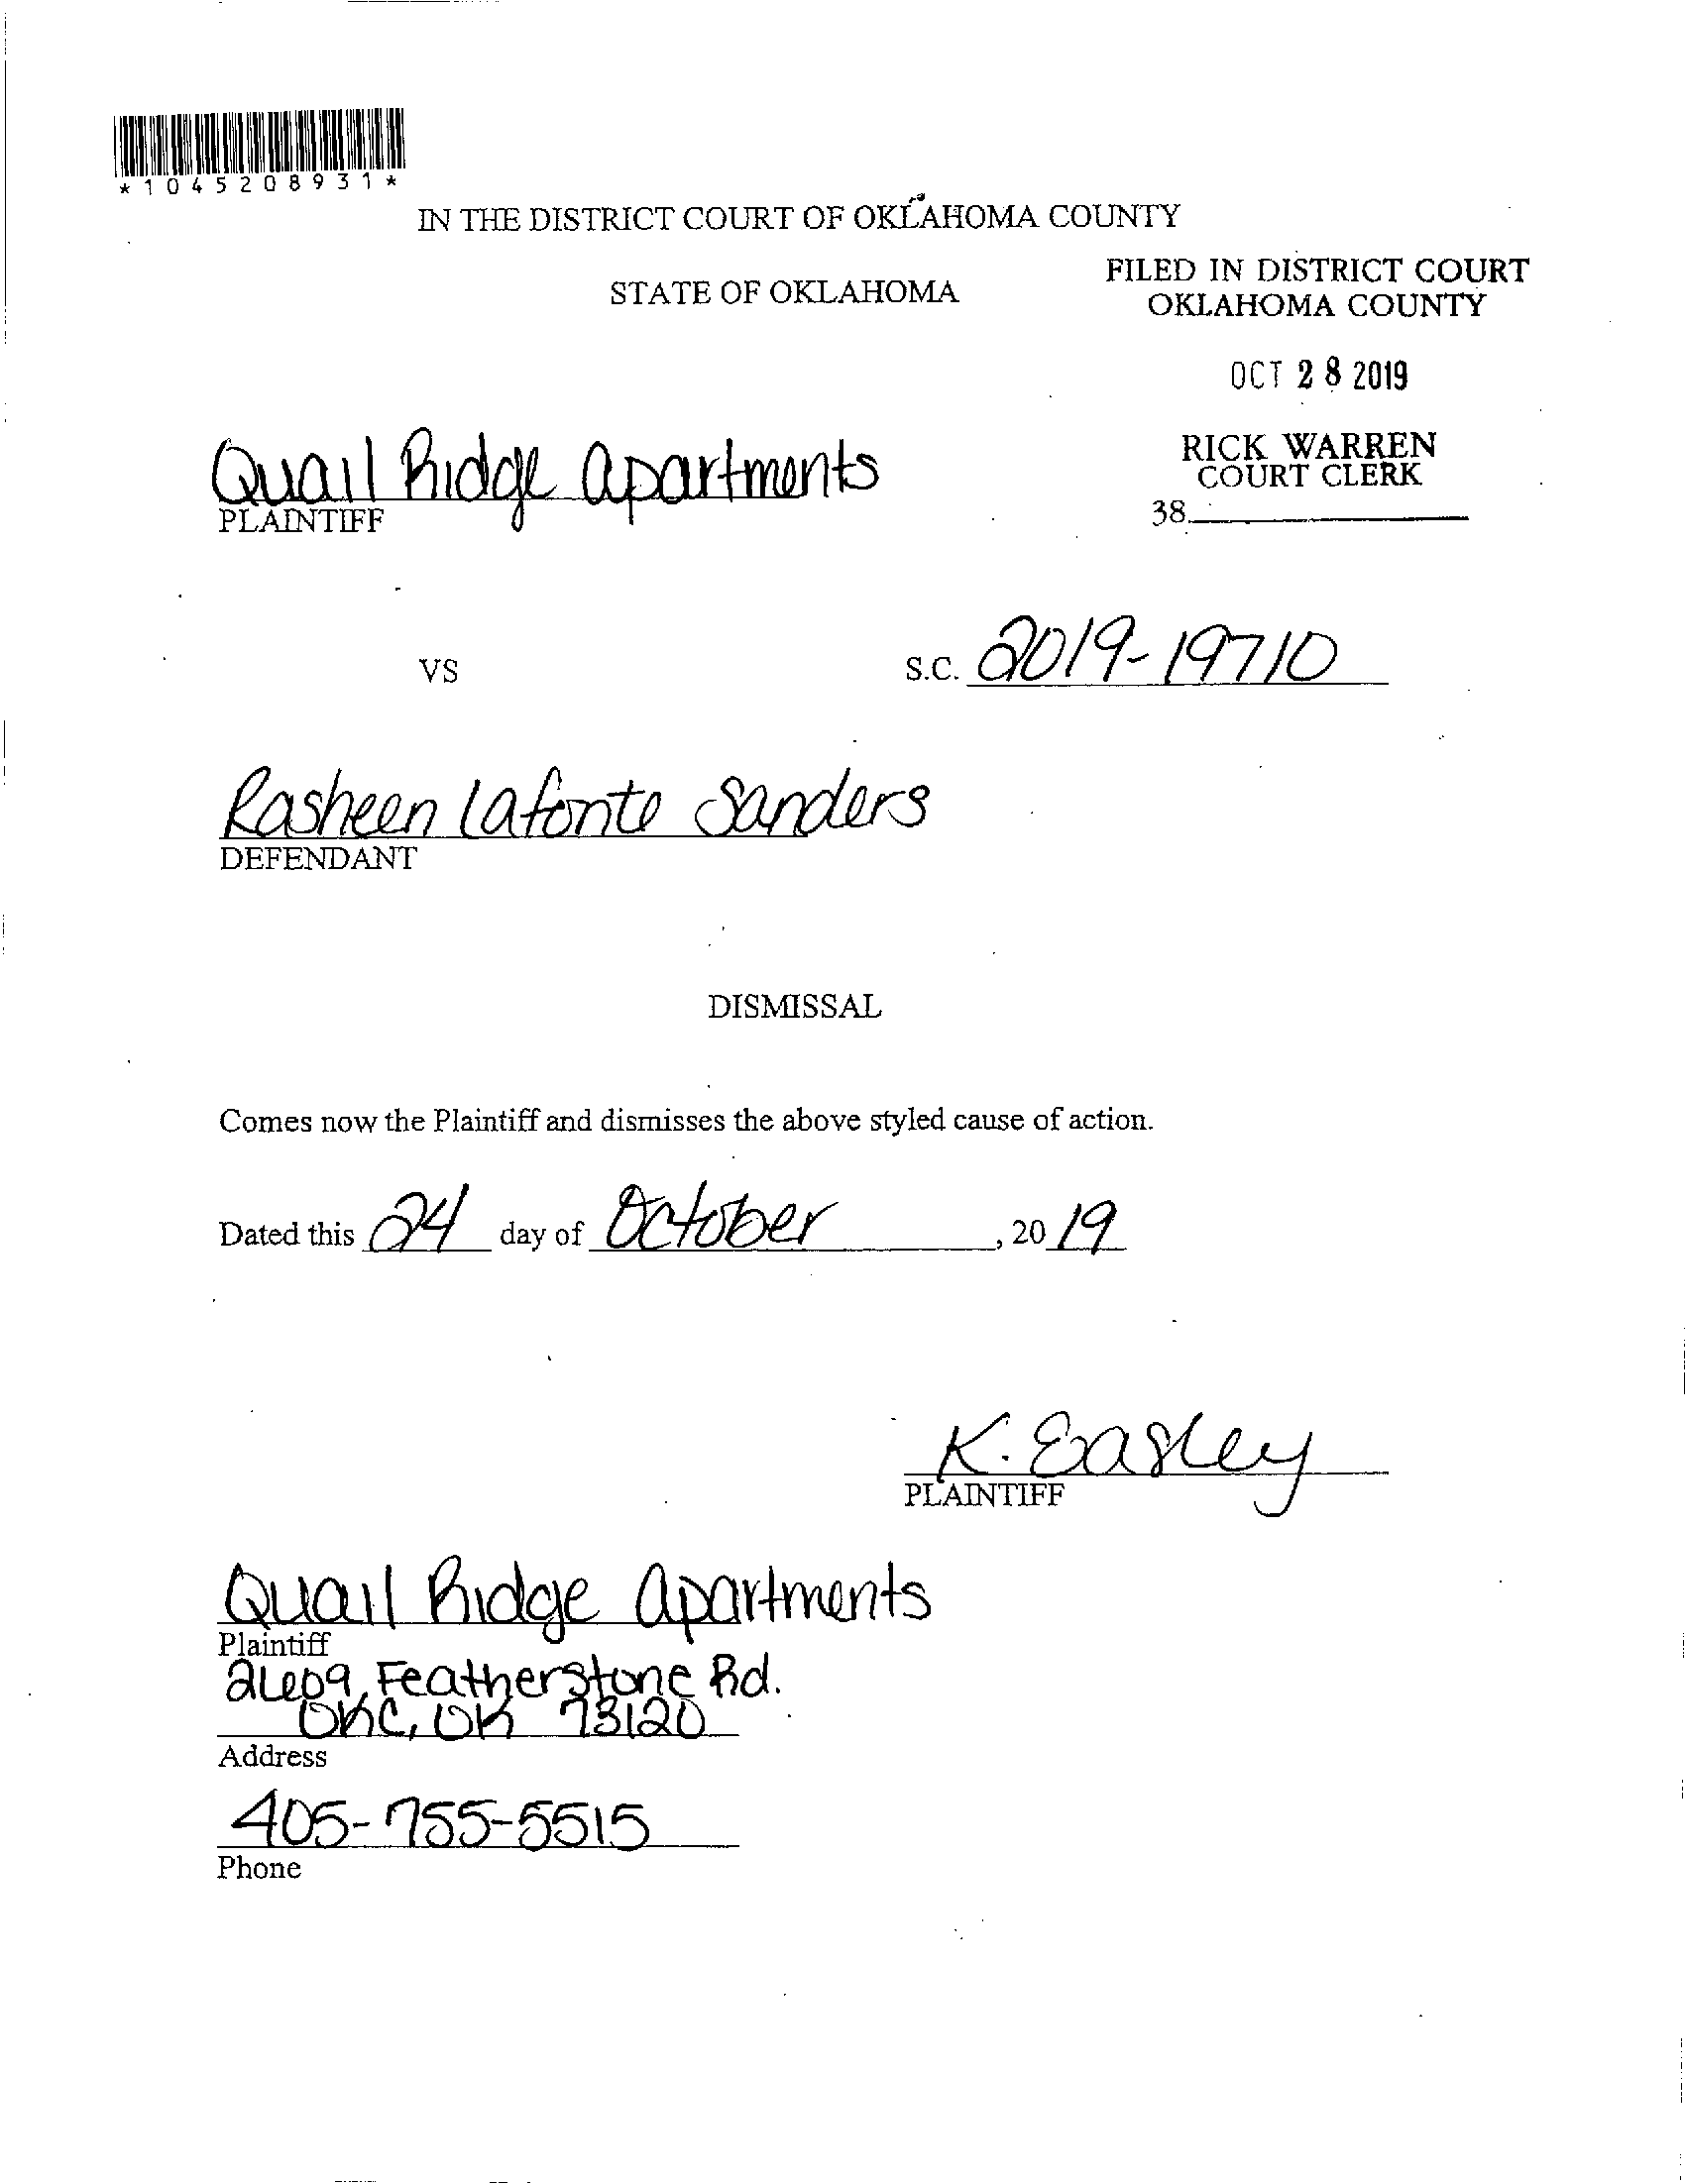 *1045208931*
IN THE DISTRICT COURT OF OKLAHOMA COUNTY
STATE OF OKLAHOMA
FILED IN DISTRICT COURT
OKLAHOMA COUNTY
OCT 28 2019
RICK WARREN
COURT CLERK
38
Quail Ridge Apartments
PLAINTIFF
VS
S.C. 2019-19710
Rasheen Lafonte Sanders
DEFENDANT
DISMISSAL
Comes now the Plaintiff and dismisses the above styled cause of action.
Dated this 24 day of October, 2019
K. Easley
PLAINTIFF
Quail Ridge Apartments
Plaintiff
2609 Featherstone Rd.
OKC, OK 73120
Address
405-755-5515
Phone